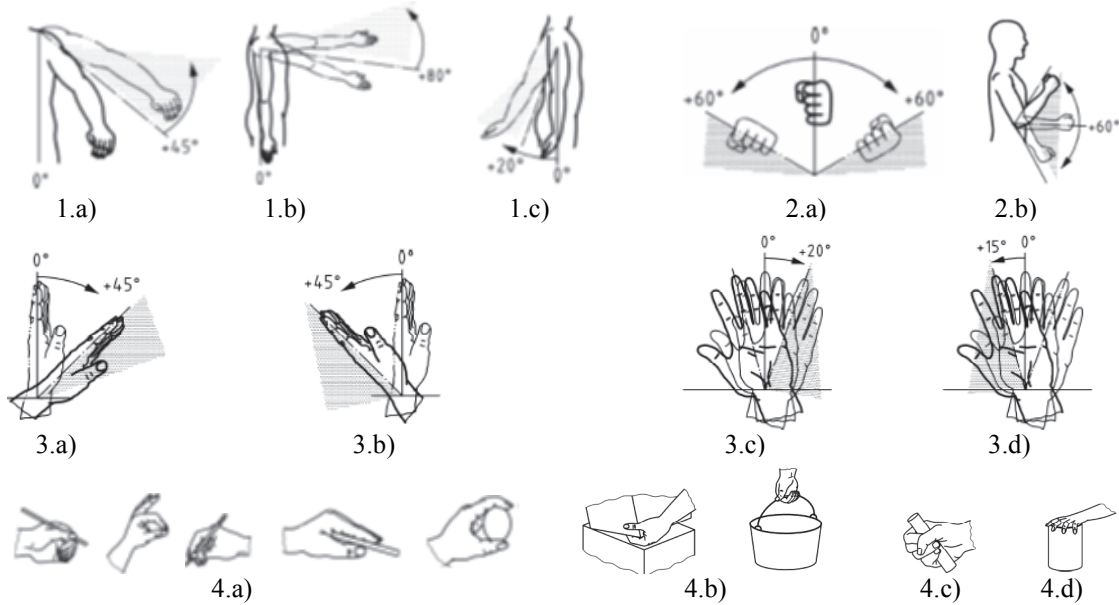 0°
+45°
1.a)
0°
+80°
1.b
0°
+20°
1.c
0°
+60°
+60°
2.a)
+60°
2.b
0°
+45°
3.a)
0°
+45°
3.b
0°
+20°
3.c)
0°
+15°
3.d)
4.a)
4.b
4.c)
4.d)